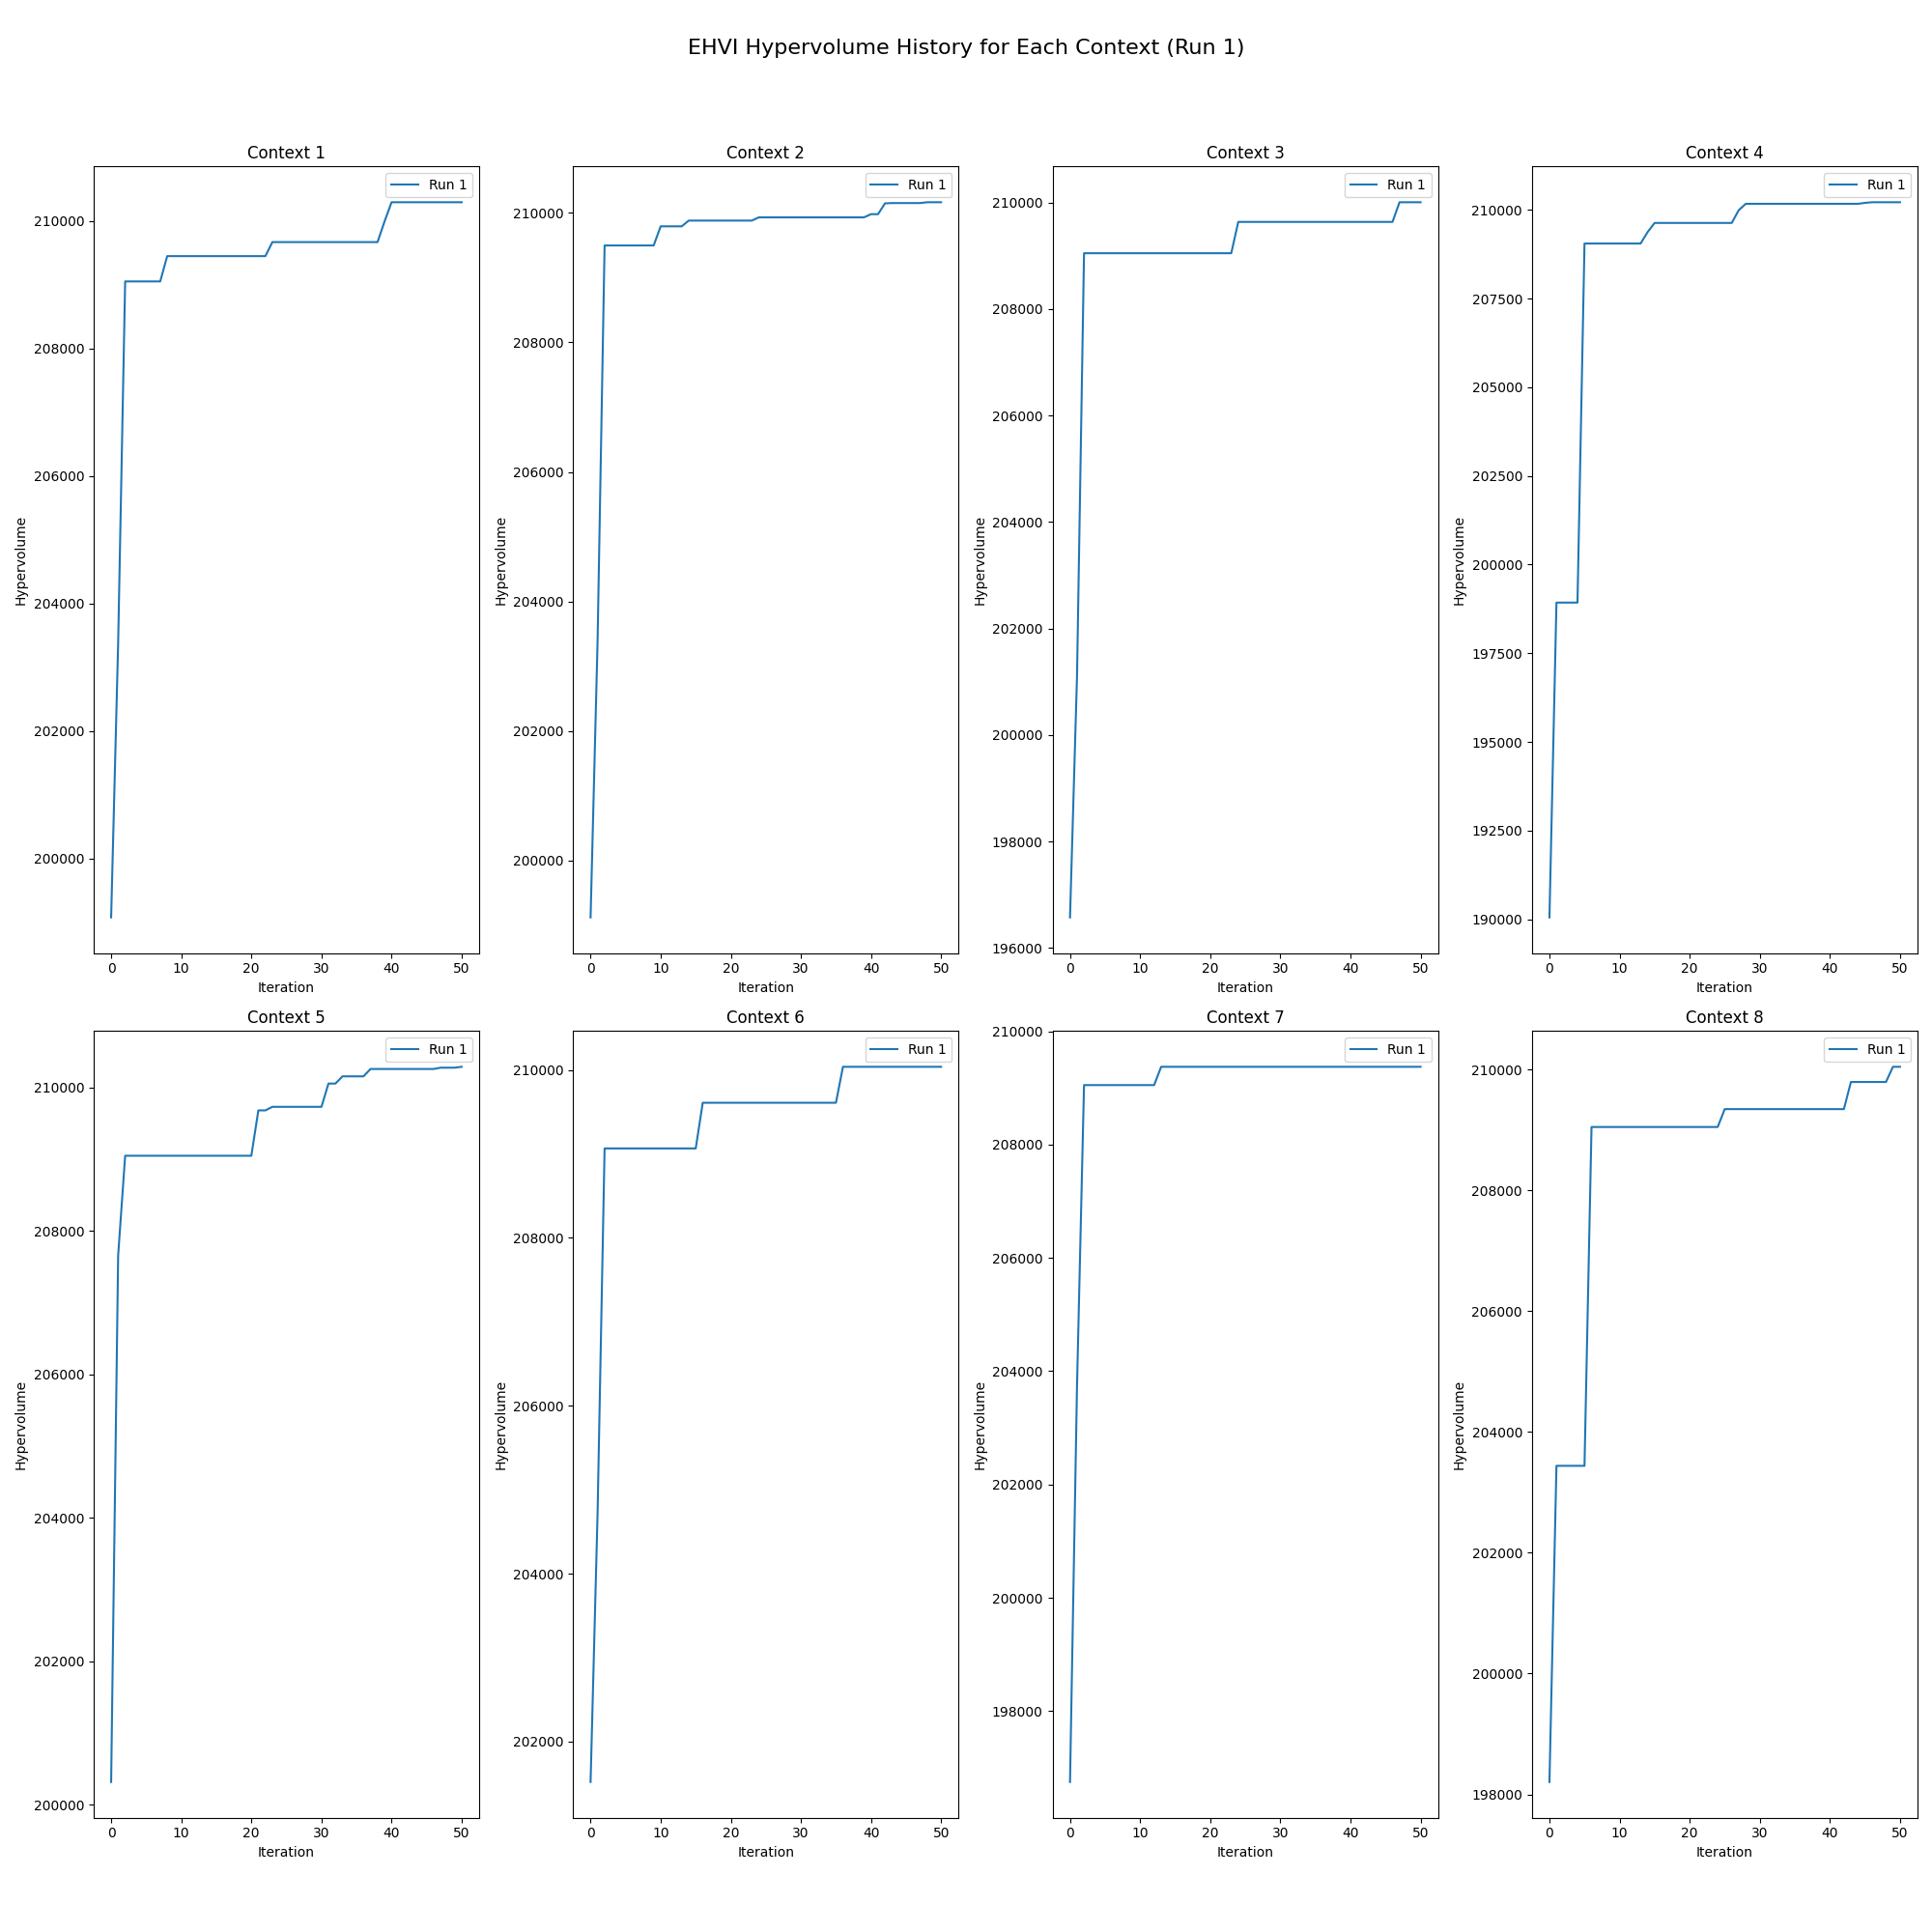 EHVI Hypervolume History for Each Context (Run 1)
Context 1
Run 1
210000
208000
206000
204000
202000
200000
Hypervolume
0 10 20 30 40 50
Iteration
Context 2
Run 1
210000
208000
206000
204000
202000
200000
Hypervolume
0 10 20 30 40 50
Iteration
Context 3
Run 1
210000
208000
206000
204000
202000
200000
198000
196000
Hypervolume
0 10 20 30 40 50
Iteration
Context 4
Run 1
210000
207500
205000
202500
200000
197500
195000
192500
190000
Hypervolume
0 10 20 30 40 50
Iteration
Context 5
Run 1
210000
208000
206000
204000
202000
200000
Hypervolume
0 10 20 30 40 50
Iteration
Context 6
Run 1
210000
208000
206000
204000
202000
Hypervolume
0 10 20 30 40 50
Iteration
Context 7
Run 1
210000
208000
206000
204000
202000
200000
198000
Hypervolume
0 10 20 30 40 50
Iteration
Context 8
Run 1
210000
208000
206000
204000
202000
200000
198000
Hypervolume
0 10 20 30 40 50
Iteration